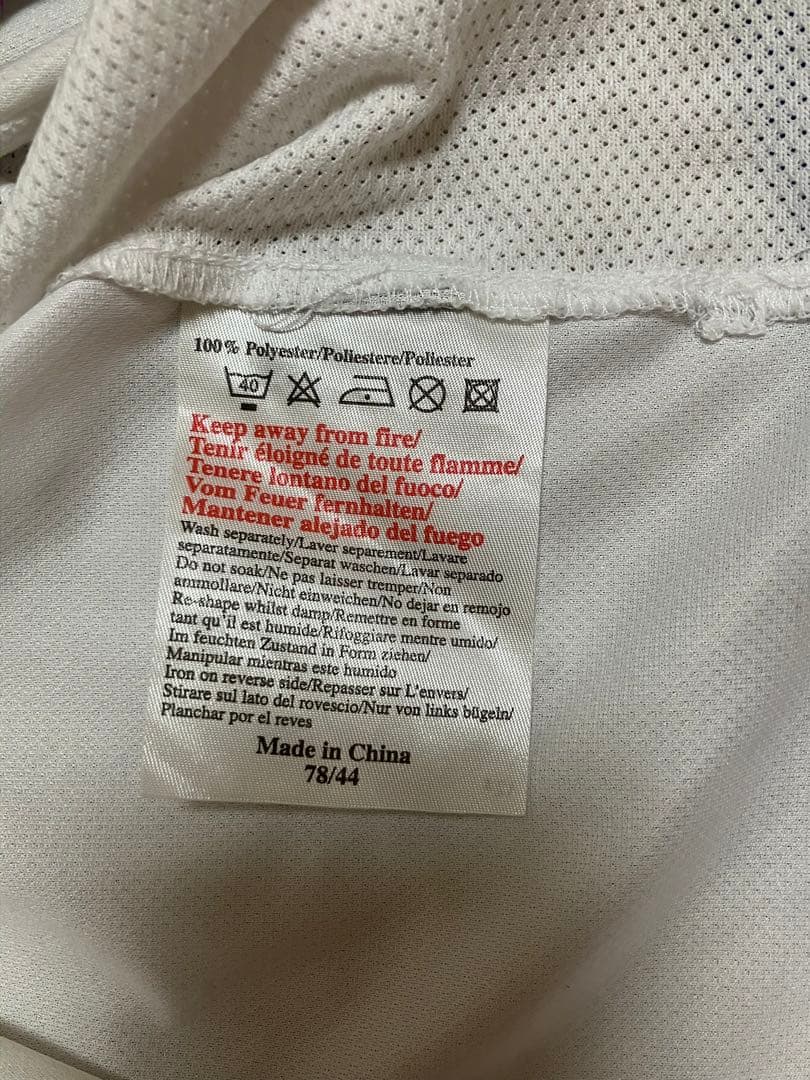 100% Polyester/Poliestere/Poliester
40
Keep away from fire/
Tenir éloigné de toute flamme/
Tenere lontano del fuoco/
Vom Feuer fernhalten/
Mantener alejado del fuego
Wash separately/Laver separement/Lavare
separatamente/Separat waschen/Lavar separado
Do not soak/Ne pas laisser tremper/Non
ammollare/Nicht einweichen/No dejar en remojo
Re-shape whilst damp/Remettre en forme
tant qu'il est humide/Rifoggiare mentre umido/
Im feuchten Zustand in Form ziehen/
Manipular mientras este humido
Iron on reverse side/Repasser sur L'envers/
Stirare sul lato del rovescio/Nur von links bügeln/
Planchar por el reves
Made in China
78/44